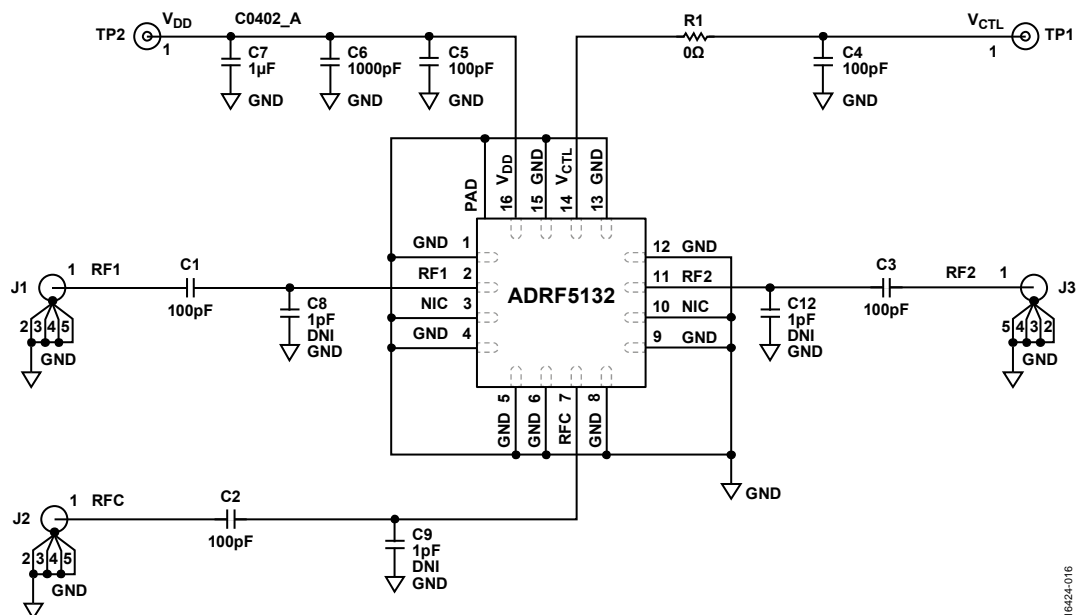 V_DD C0402_A
TP2 1
C7
1µF
GND
C6
1000pF
GND
C5
100pF
GND
R1
0Ω
V_CTL
1 TP1
C4
100pF
GND
PAD
16 V_DD
15 GND
14 V_CTL
13 GND
GND 1
RF1 2
NIC 3
GND 4
ADRF5132
12 GND
11 RF2
10 NIC
9 GND
GND 5
GND 6
RFC 7
GND 8
GND
J1 1 RF1
C1
100pF
C8
1pF
DNI
GND
2 3 4 5
GND
C12
1pF
DNI
GND
C3
100pF
RF2 1 J3
5 4 3 2
GND
J2 1 RFC
C2
100pF
C9
1pF
DNI
GND
2 3 4 5
GND
16424-016